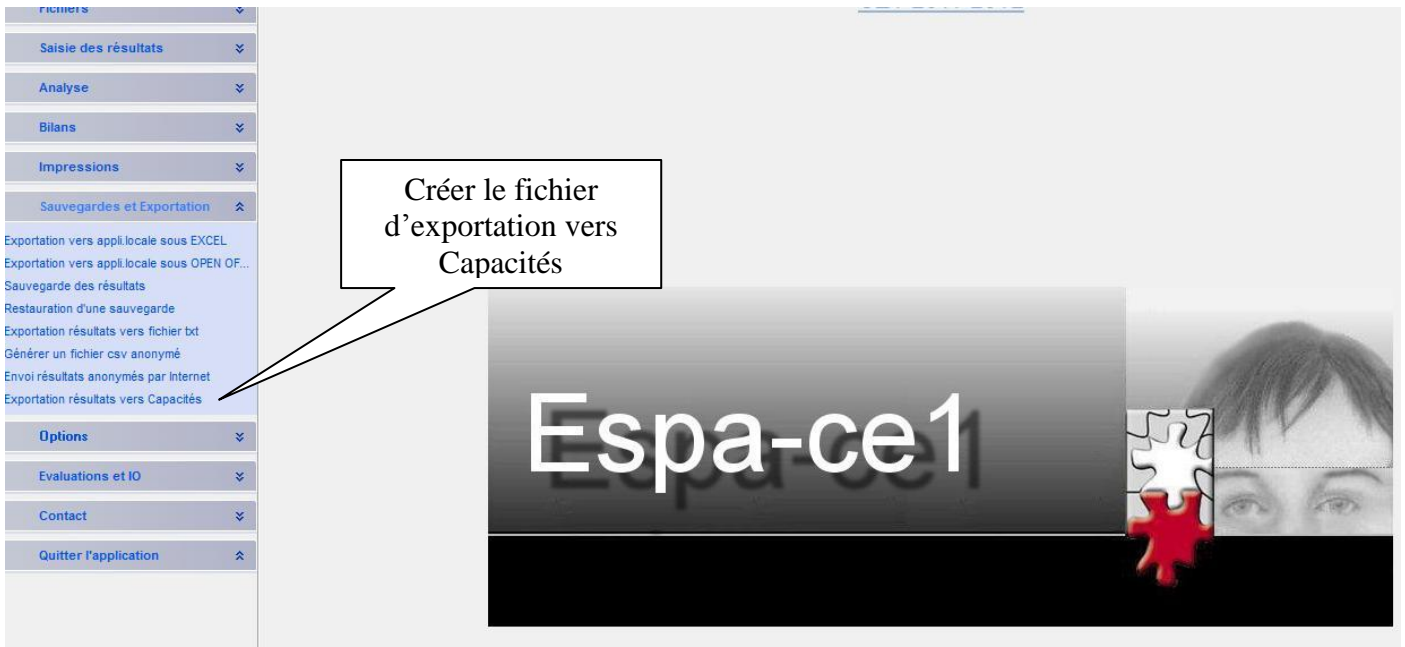 Fichiers
Saisie des résultats
Analyse
Bilans
Impressions
Sauvegardes et Exportation
Exportation vers appli.locale sous EXCEL
Exportation vers appli.locale sous OPEN OF...
Sauvegarde des résultats
Restauration d'une sauvegarde
Exportation résultats vers fichier txt
Générer un fichier csv anonymé
Envoi résultats anonymés par Internet
Exportation résultats vers Capacités
Options
Evaluations et IO
Contact
Quitter l'application
Créer le fichier
d’exportation vers
Capacités
Espa-ce1